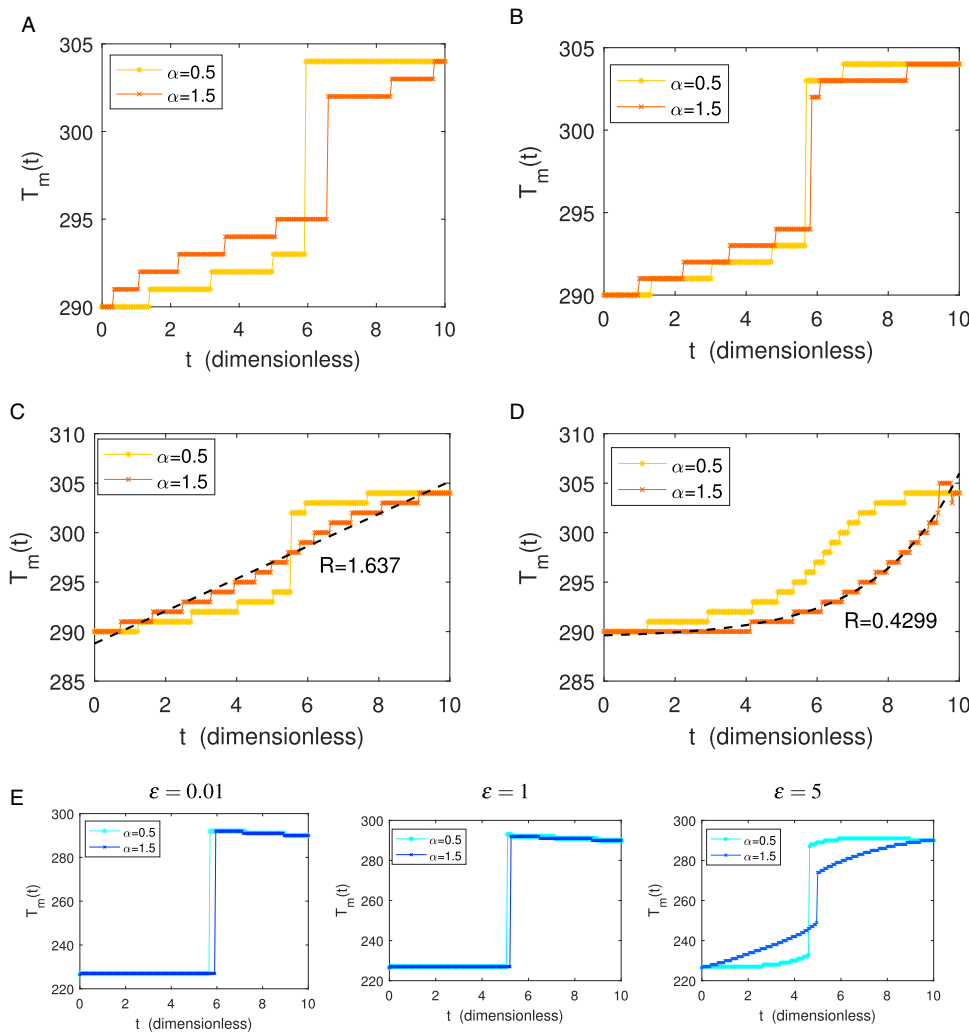 A
305
300
295
290
0 2 4 6 8 10
T_m(t)
t (dimensionless)
α=0.5
α=1.5
B
305
300
295
290
0 2 4 6 8 10
T_m(t)
t (dimensionless)
α=0.5
α=1.5
C
310
305
300
295
290
285
0 2 4 6 8 10
T_m(t)
t (dimensionless)
α=0.5
α=1.5
R=1.637
D
310
305
300
295
290
285
0 2 4 6 8 10
T_m(t)
t (dimensionless)
α=0.5
α=1.5
R=0.4299
E
ε = 0.01
300
280
260
240
220
0 2 4 6 8 10
T_m(t)
t (dimensionless)
α=0.5
α=1.5
ε = 1
300
280
260
240
220
0 2 4 6 8 10
T_m(t)
t (dimensionless)
α=0.5
α=1.5
ε = 5
300
280
260
240
220
0 2 4 6 8 10
T_m(t)
t (dimensionless)
α=0.5
α=1.5